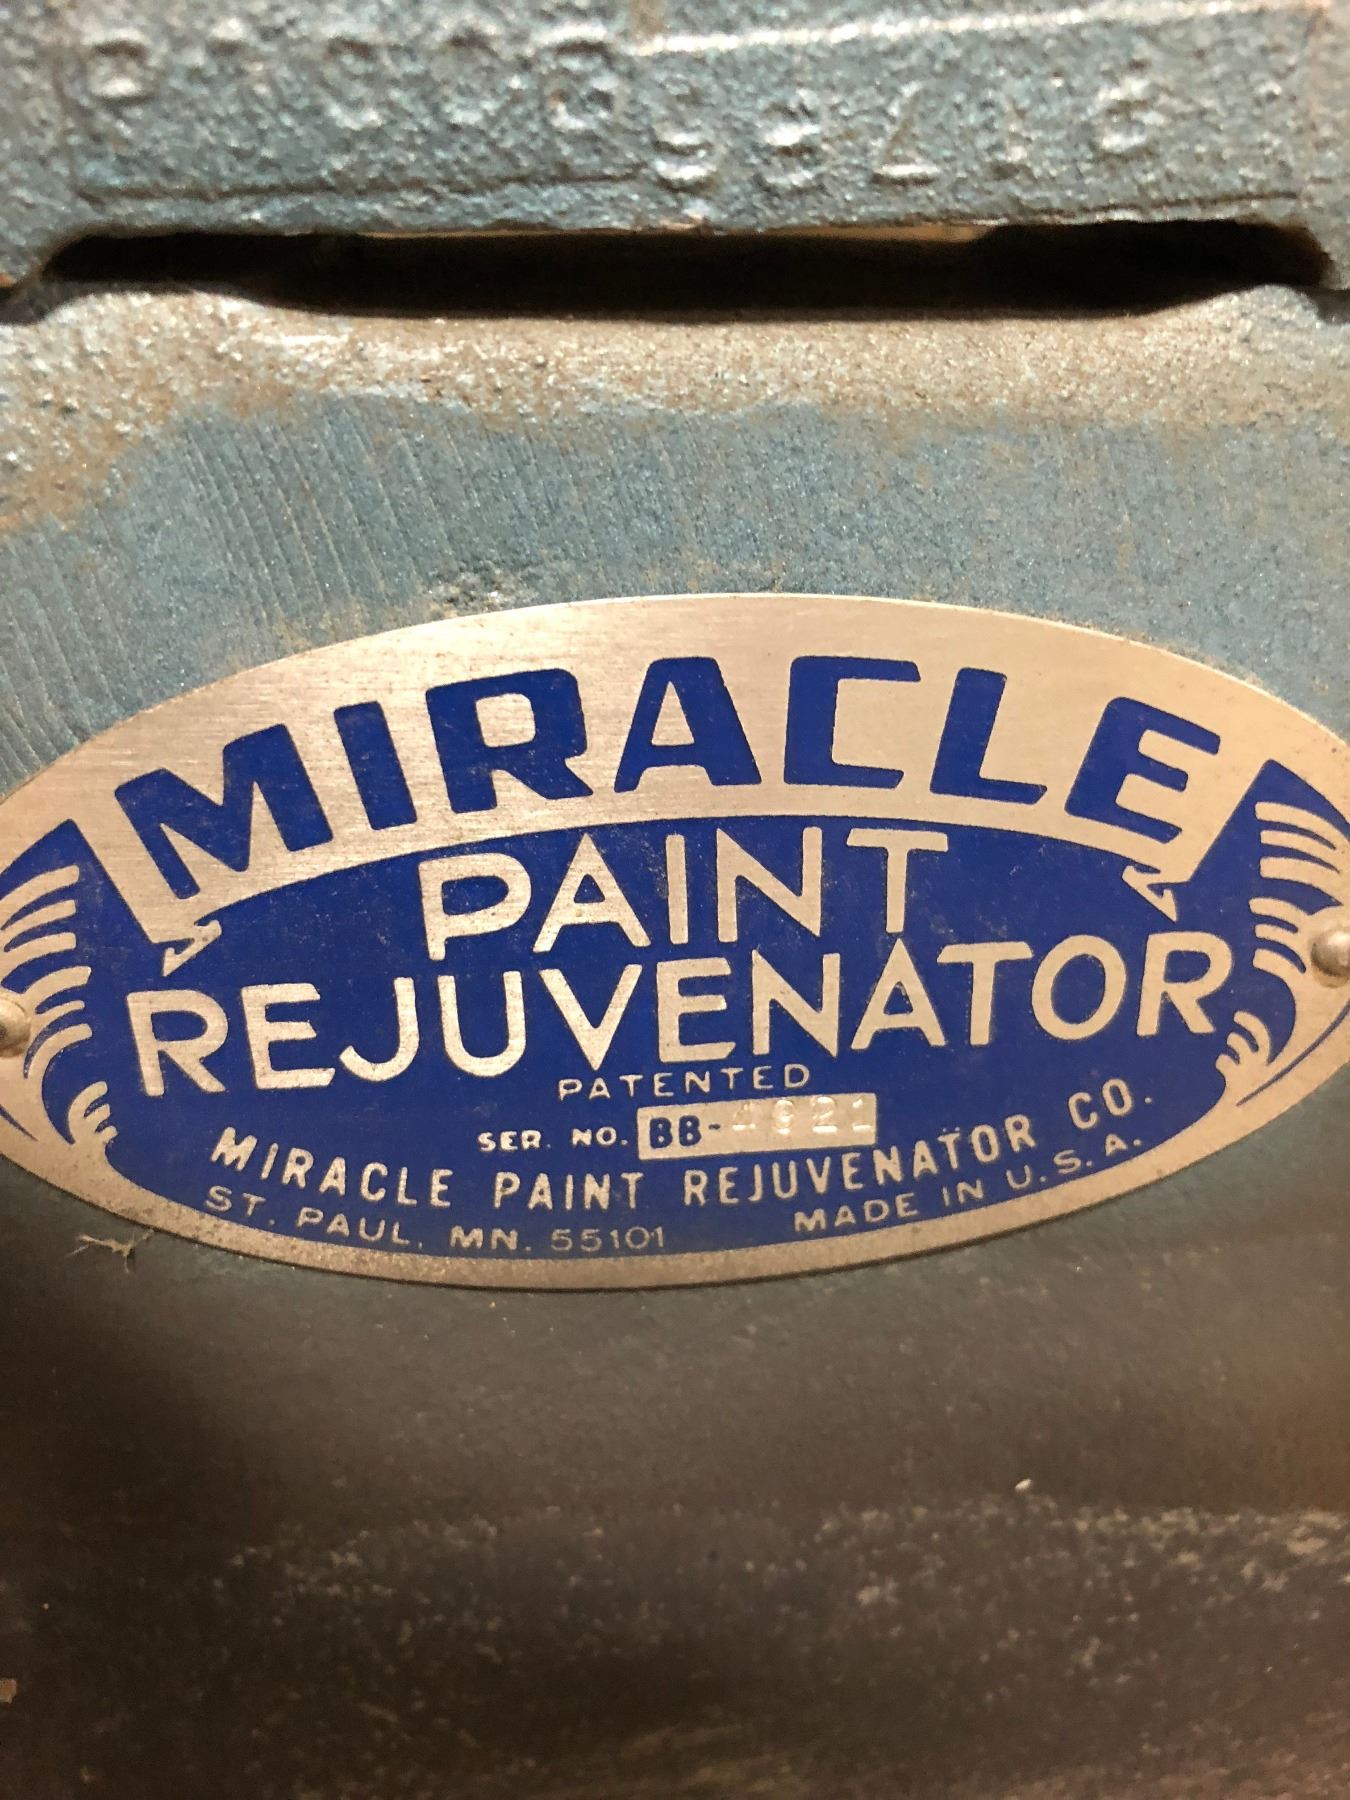 MIRACLE
PAINT
REJUVENATOR
PATENTED
SER. NO. BB-4921
MIRACLE PAINT REJUVENATOR CO.
ST. PAUL, MN. 55101 MADE IN U.S.A.